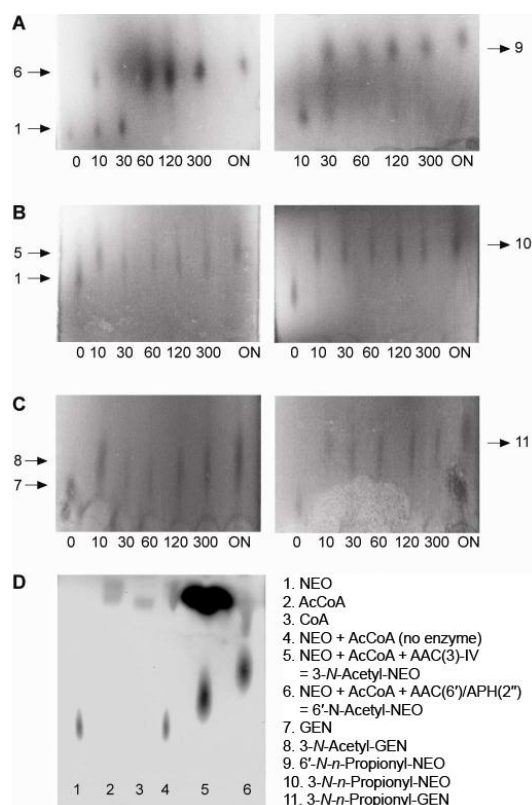 A
6
1
0 10 30 60 120 300 ON
10 30 60 120 300 ON
9
B
5
1
0 10 30 60 120 300 ON
0 10 30 60 120 300 ON
10
C
8
7
0 10 30 60 120 300 ON
0 10 30 60 120 300 ON
11
D
1 2 3 4 5 6
1. NEO
2. AcCoA
3. CoA
4. NEO + AcCoA (no enzyme)
5. NEO + AcCoA + AAC(3)-IV
= 3-N-Acetyl-NEO
6. NEO + AcCoA + AAC(6′)/APH(2″)
= 6′-N-Acetyl-NEO
7. GEN
8. 3-N-Acetyl-GEN
9. 6′-N-n-Propionyl-NEO
10. 3-N-n-Propionyl-NEO
11. 3-N-n-Propionyl-GEN